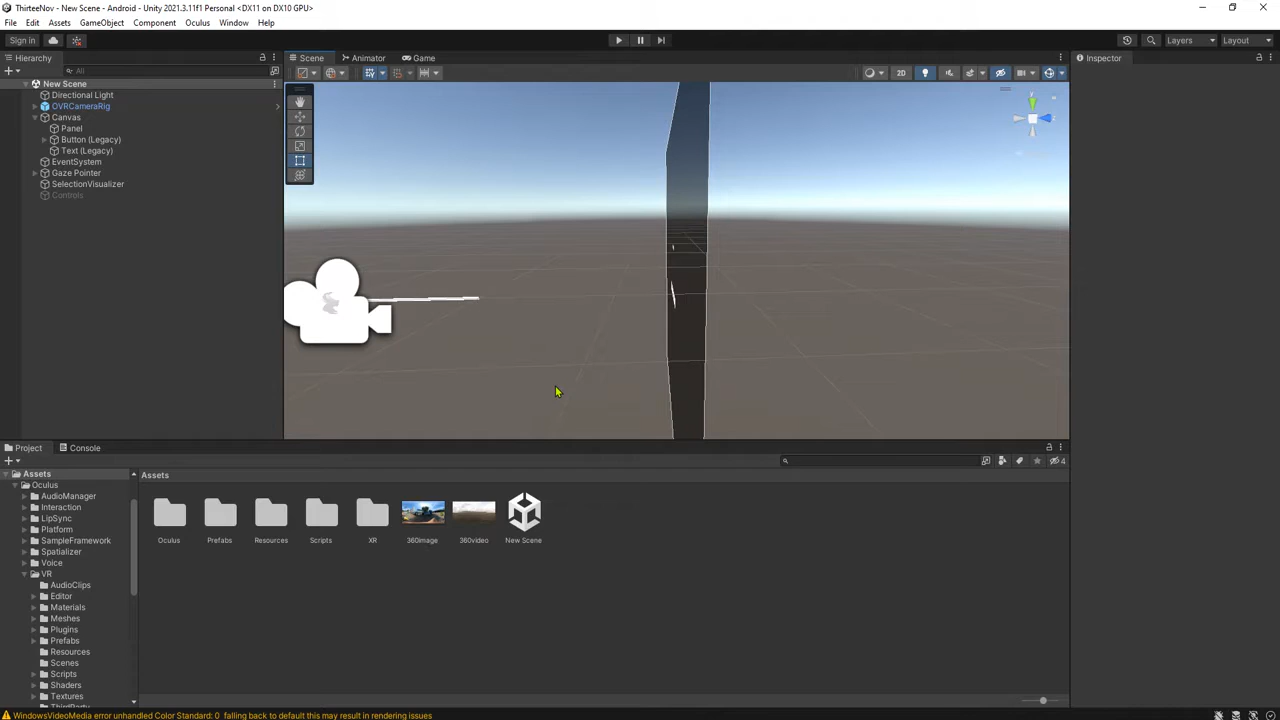 ThirteeNov - New Scene - Android - Unity 2021.3.11f1 Personal <DX11 on DX10 GPU>
File Edit Assets GameObject Component Oculus Window Help
Sign in
Layers
Layout
Hierarchy
All
New Scene
Directional Light
OVRCameraRig
Canvas
Panel
Button (Legacy)
Text (Legacy)
EventSystem
Gaze Pointer
SelectionVisualizer
Controls
Scene
Animator
Game
2D
y
z
Inspector
Project
Console
4
Assets
Oculus
AudioManager
Interaction
LipSync
Platform
SampleFramework
Spatializer
Voice
VR
AudioClips
Editor
Materials
Meshes
Plugins
Prefabs
Resources
Scenes
Scripts
Shaders
Textures
ThirdParty
Assets
Oculus
Prefabs
Resources
Scripts
XR
360image
360video
New Scene
WindowsVideoMedia error unhandled Color Standard: 0 falling back to default this may result in rendering issues